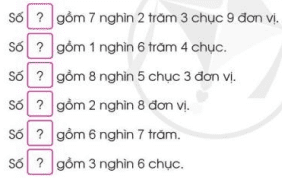 Số ? gồm 7 nghìn 2 trăm 3 chục 9 đơn vị.
Số ? gồm 1 nghìn 6 trăm 4 chục.
Số ? gồm 8 nghìn 5 chục 3 đơn vị.
Số ? gồm 2 nghìn 8 đơn vị.
Số ? gồm 6 nghìn 7 trăm.
Số ? gồm 3 nghìn 6 chục.